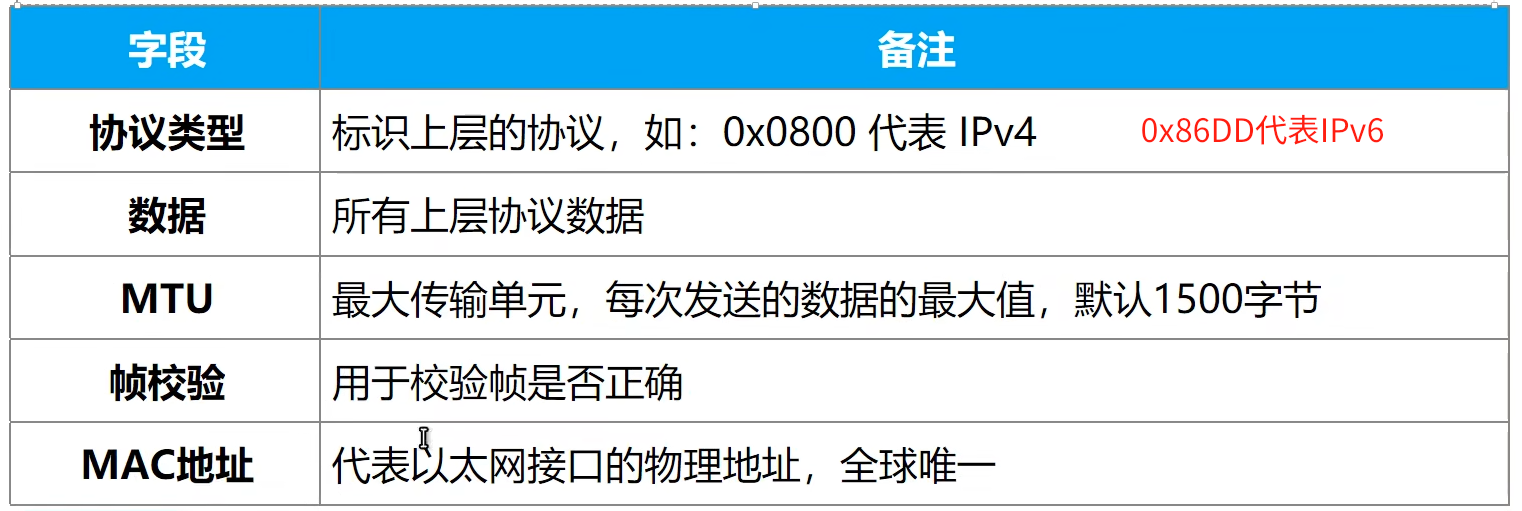 字段 备注
协议类型 标识上层的协议，如：0x0800 代表 IPv4 0x86DD代表IPv6
数据 所有上层协议数据
MTU 最大传输单元，每次发送的数据的最大值，默认1500字节
帧校验 用于校验帧是否正确
MAC地址 代表以太网接口的物理地址，全球唯一